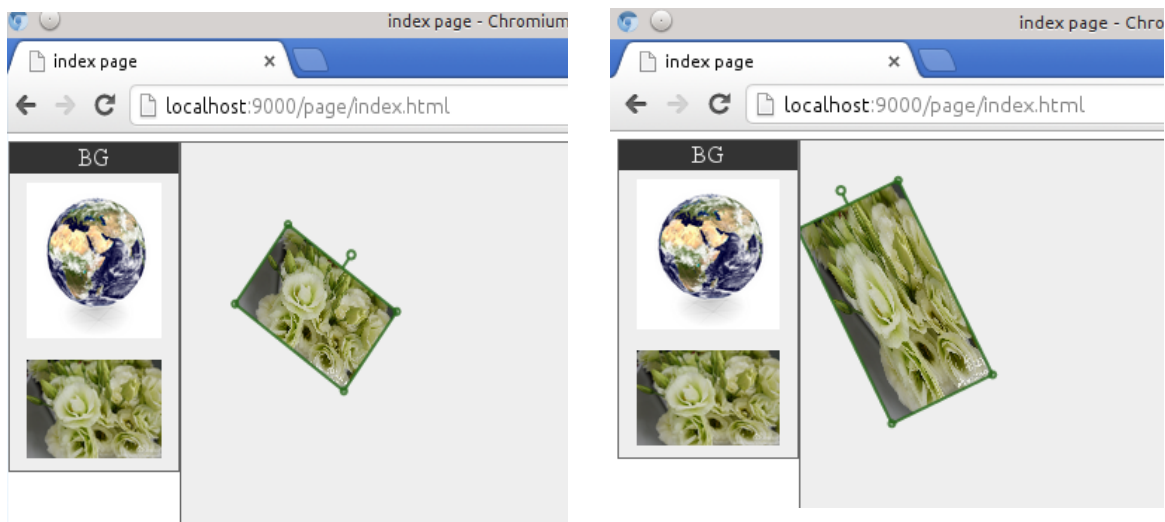 index page - Chromium
index page
localhost:9000/page/index.html
BG
index page - Chro
index page
localhost:9000/page/index.html
BG